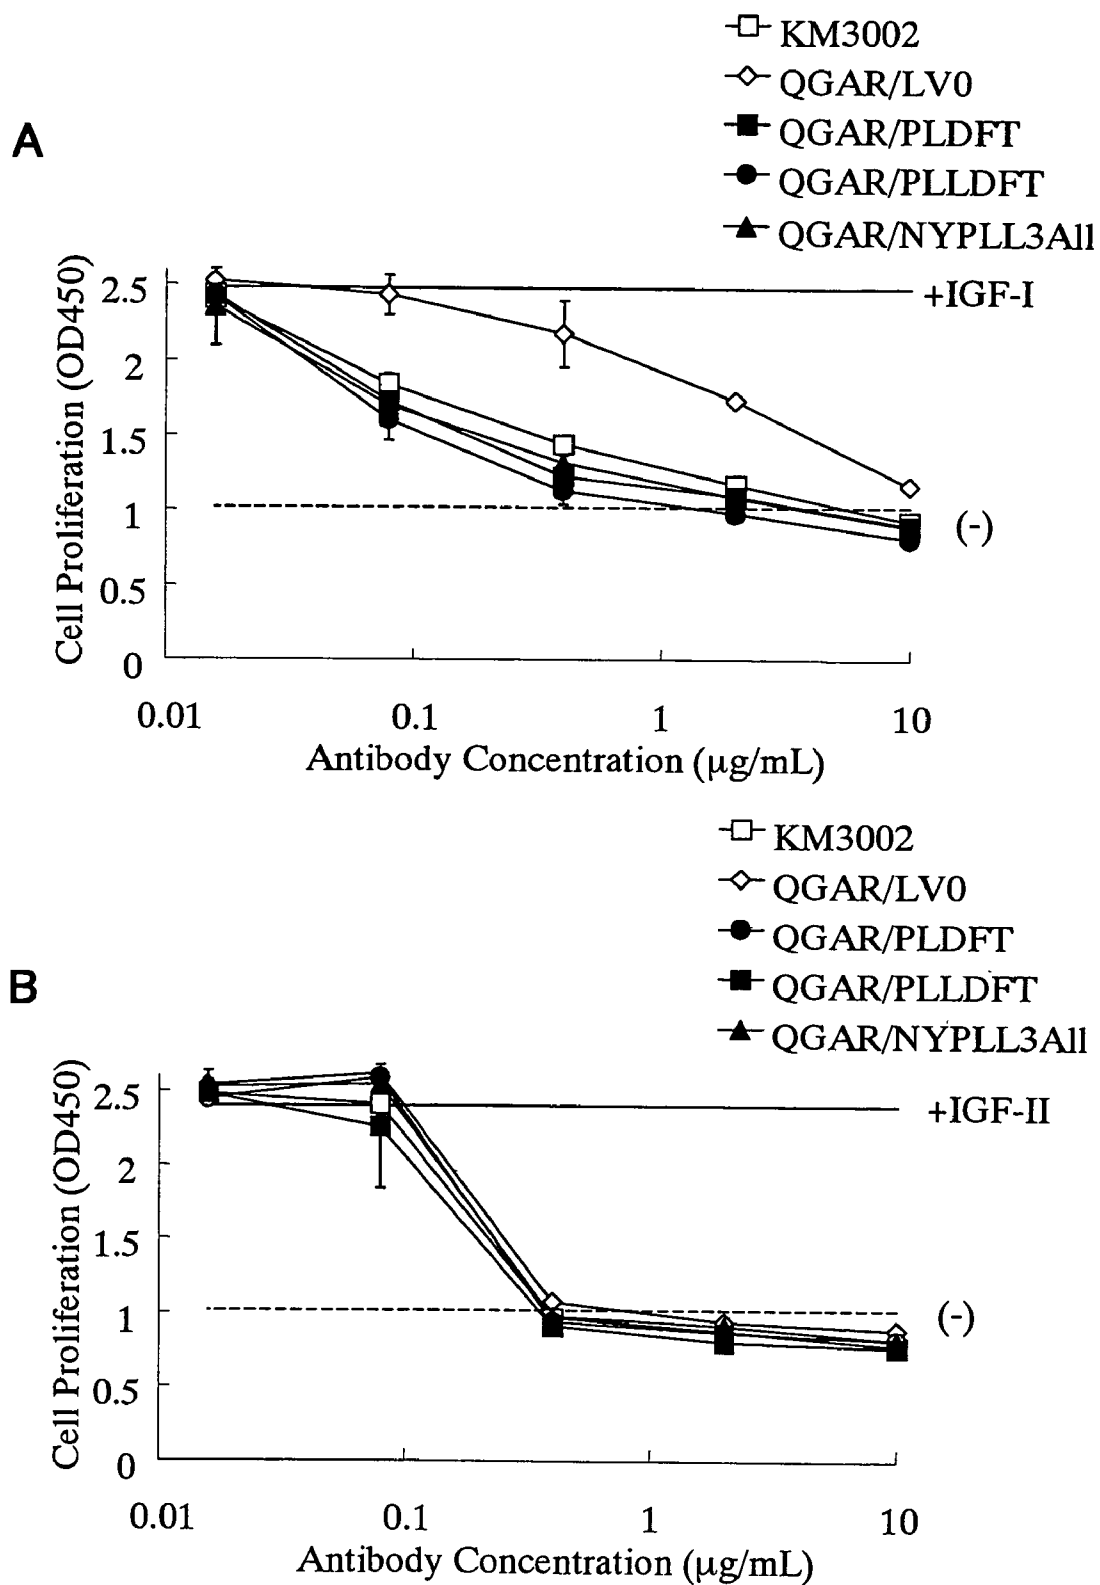 KM3002
QGAR/LV0
QGAR/PLDFT
QGAR/PLLDFT
QGAR/NYPLL3All
A
2.5
2
1.5
1
0.5
0
Cell Proliferation (OD450)
+IGF-I
(-)
0.01 0.1 1 10
Antibody Concentration (μg/mL)
KM3002
QGAR/LV0
QGAR/PLDFT
QGAR/PLLDFT
QGAR/NYPLL3All
B
2.5
2
1.5
1
0.5
0
Cell Proliferation (OD450)
+IGF-II
(-)
0.01 0.1 1 10
Antibody Concentration (μg/mL)